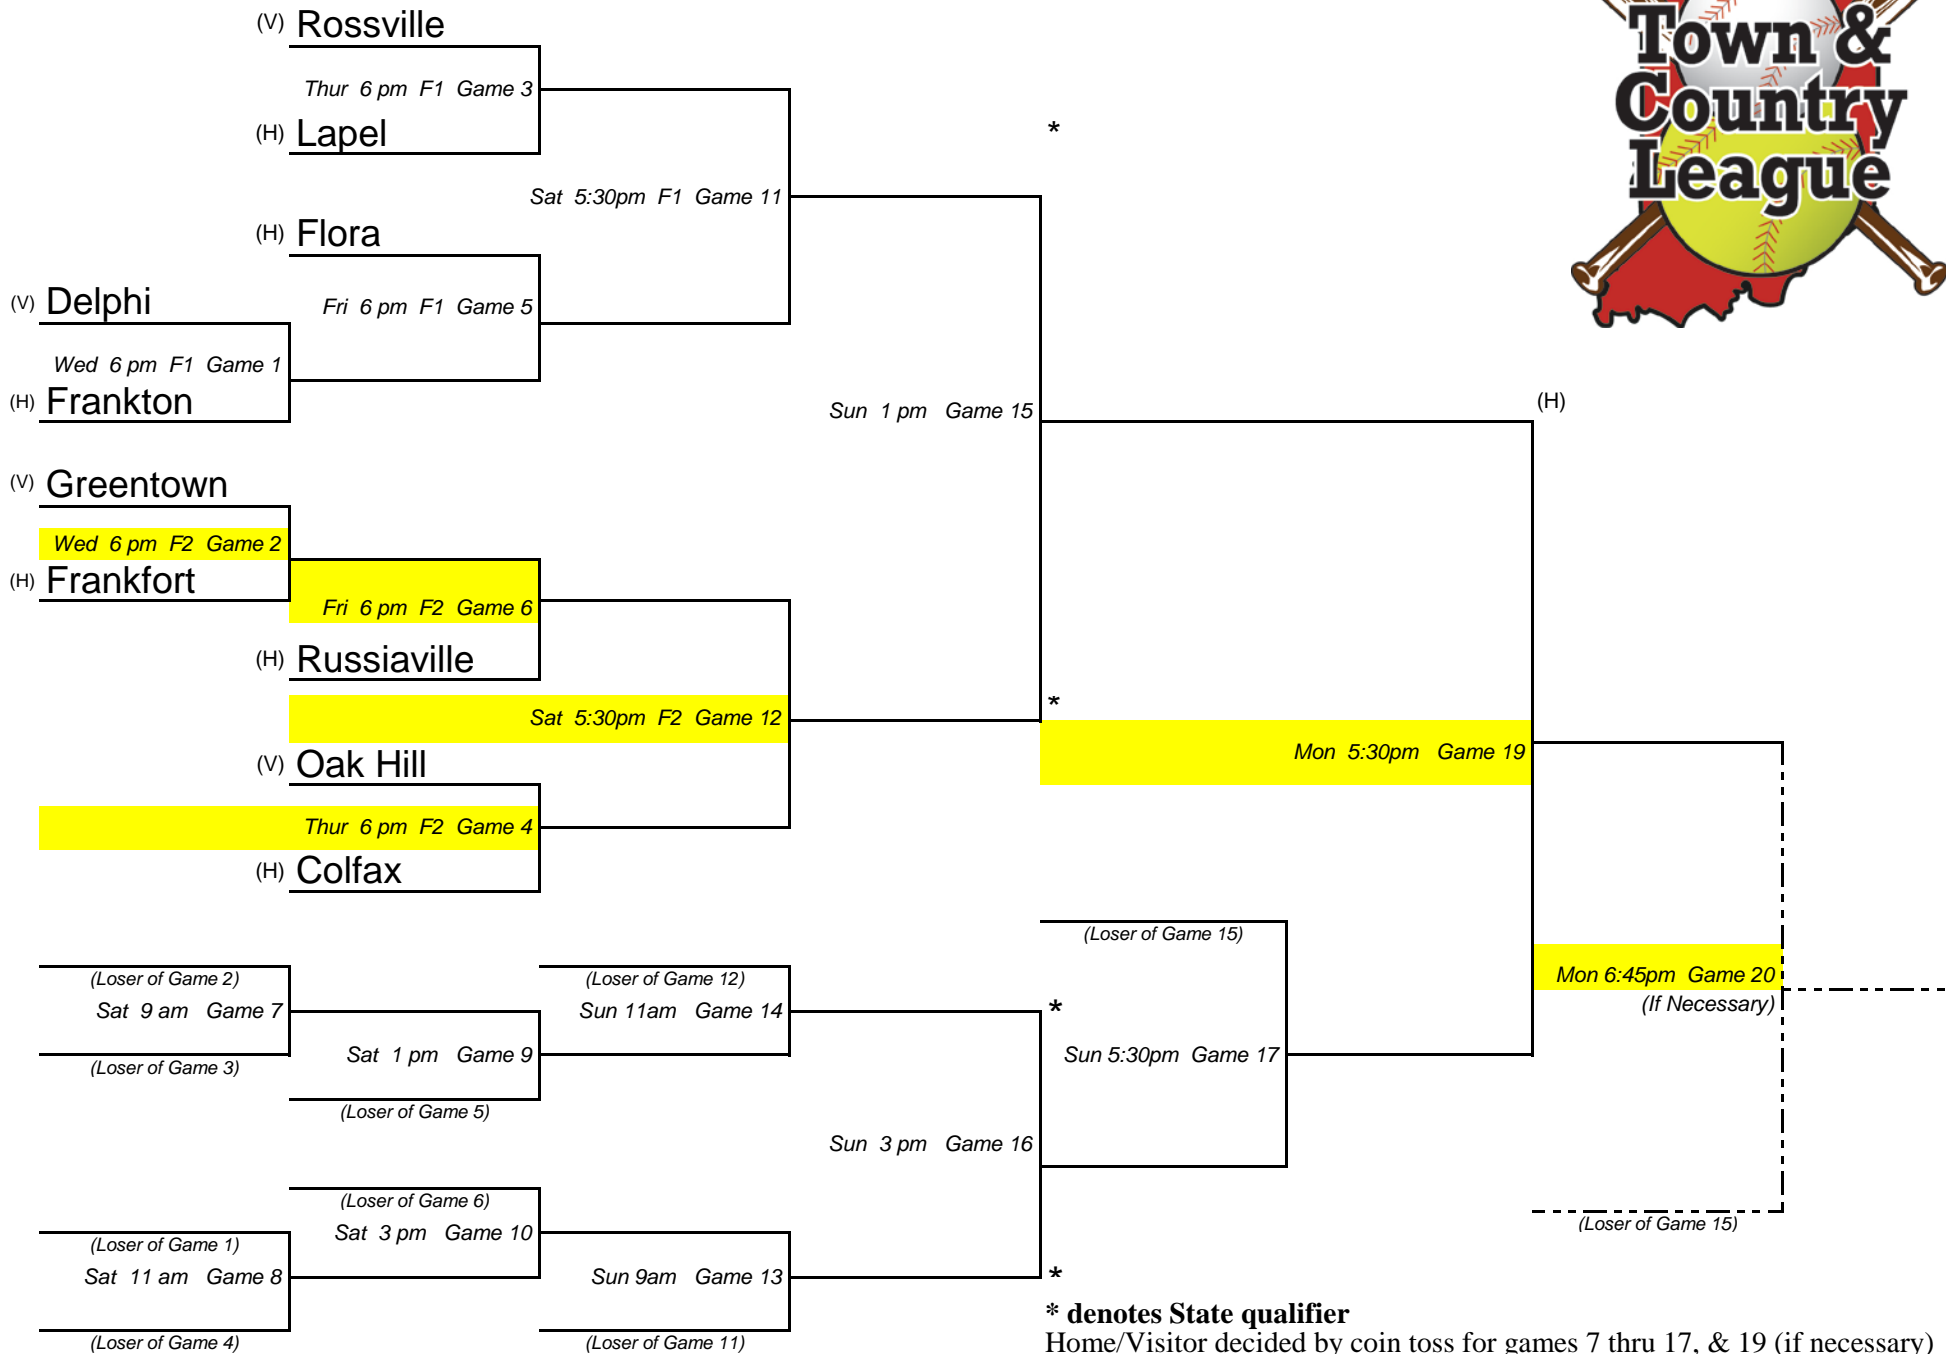 (V) Rossville
Thur 6 pm F1 Game 3
(H) Lapel
Sat 5:30pm F1 Game 11
(H) Flora
(V) Delphi
Fri 6 pm F1 Game 5
Wed 6 pm F1 Game 1
(H) Frankton
Sun 1 pm Game 15
(H)
(V) Greentown
Wed 6 pm F2 Game 2
(H) Frankfort
Fri 6 pm F2 Game 6
(H) Russiaville
Sat 5:30pm F2 Game 12
(V) Oak Hill
Mon 5:30pm Game 19
Thur 6 pm F2 Game 4
(H) Colfax
*
*
Town &
Country
League
(Loser of Game 15)
(Loser of Game 2)
Sat 9 am Game 7
(Loser of Game 3)
(Loser of Game 12)
Sun 11am Game 14
*
Sat 1 pm Game 9
(Loser of Game 5)
Sun 5:30pm Game 17
Mon 6:45pm Game 20
(If Necessary)
Sun 3 pm Game 16
(Loser of Game 6)
Sat 3 pm Game 10
(Loser of Game 1)
Sat 11 am Game 8
(Loser of Game 4)
Sun 9am Game 13
*
(Loser of Game 11)
(Loser of Game 15)
* denotes State qualifier
Home/Visitor decided by coin toss for games 7 thru 17, & 19 (if necessary)